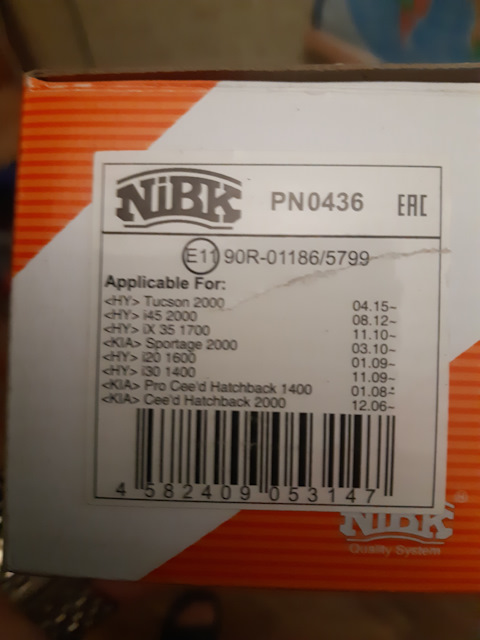 NiBK PN0436 EAC
E11 90R-01186/5799
Applicable For:
<HY> Tucson 2000 04.15~
<HY> i45 2000 08.12~
<HY> iX 35 1700 11.10~
<KIA> Sportage 2000 03.10~
<HY> i20 1600 01.09~
<HY> i30 1400 11.09~
<KIA> Pro Cee'd Hatchback 1400 01.08~
<KIA> Cee'd Hatchback 2000 12.06~
4 582409 053147
NiBK ®
Quality System